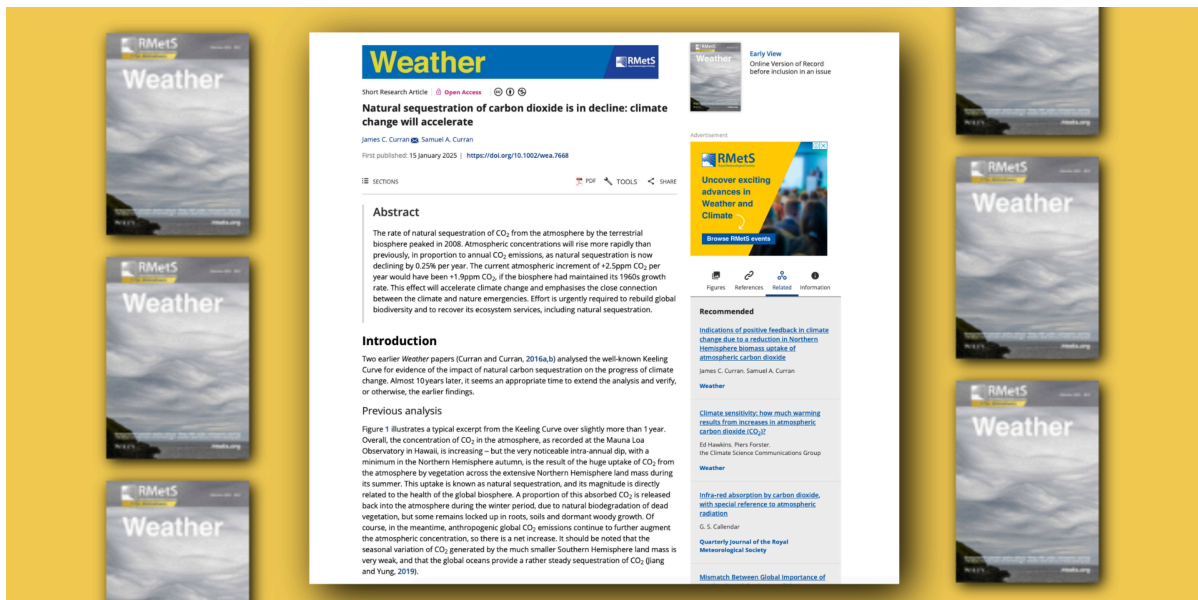 RMetS
Weather
RMetS
Weather
RMetS
Weather
Weather
RMetS
Short Research Article
Open Access
Natural sequestration of carbon dioxide is in decline: climate
change will accelerate
James C. Curran, Samuel A. Curran
First published: 15 January 2025 | https://doi.org/10.1002/wea.7668
SECTIONS
PDF
TOOLS
SHARE
Abstract
The rate of natural sequestration of CO₂ from the atmosphere by the terrestrial
biosphere peaked in 2008. Atmospheric concentrations will rise more rapidly than
previously, in proportion to annual CO₂ emissions, as natural sequestration is now
declining by 0.25% per year. The current atmospheric increment of +2.5ppm CO₂ per
year would have been +1.9ppm CO₂, if the biosphere had maintained its 1960s growth
rate. This effect will accelerate climate change and emphasises the close connection
between the climate and nature emergencies. Effort is urgently required to rebuild global
biodiversity and to recover its ecosystem services, including natural sequestration.
Introduction
Two earlier Weather papers (Curran and Curran, 2016a,b) analysed the well-known Keeling
Curve for evidence of the impact of natural carbon sequestration on the progress of climate
change. Almost 10 years later, it seems an appropriate time to extend the analysis and verify,
or otherwise, the earlier findings.
Previous analysis
Figure 1 illustrates a typical excerpt from the Keeling Curve over slightly more than 1 year.
Overall, the concentration of CO₂ in the atmosphere, as recorded at the Mauna Loa
Observatory in Hawaii, is increasing – but the very noticeable intra-annual dip, with a
minimum in the Northern Hemisphere autumn, is the result of the huge uptake of CO₂ from
the atmosphere by vegetation across the extensive Northern Hemisphere land mass during
its summer. This uptake is known as natural sequestration, and its magnitude is directly
related to the health of the global biosphere. A proportion of this absorbed CO₂ is released
back into the atmosphere during the winter period, due to natural biodegradation of dead
vegetation, but some remains locked up in roots, soils and dormant woody growth. Of
course, in the meantime, anthropogenic global CO₂ emissions continue to further augment
the atmospheric concentration, so there is a net increase. It should be noted that the
seasonal variation of CO₂ generated by the much smaller Southern Hemisphere land mass is
very weak, and that the global oceans provide a rather steady sequestration of CO₂ (Jiang
and Yung, 2019).
Weather
Early View
Online Version of Record
before inclusion in an issue
Advertisement
RMetS
Uncover exciting
advances in
Weather and
Climate
Browse RMetS events
Figures
References
Related
Information
Recommended
Indications of positive feedback in climate
change due to a reduction in Northern
Hemisphere biomass uptake of
atmospheric carbon dioxide
James C. Curran, Samuel A. Curran
Weather
Climate sensitivity: how much warming
results from increases in atmospheric
carbon dioxide (CO₂)?
Ed Hawkins, Piers Forster,
the Climate Science Communications Group
Weather
Infra-red absorption by carbon dioxide,
with special reference to atmospheric
radiation
G. S. Callendar
Quarterly Journal of the Royal
Meteorological Society
Mismatch Between Global Importance of
RMetS
Weather
RMetS
Weather